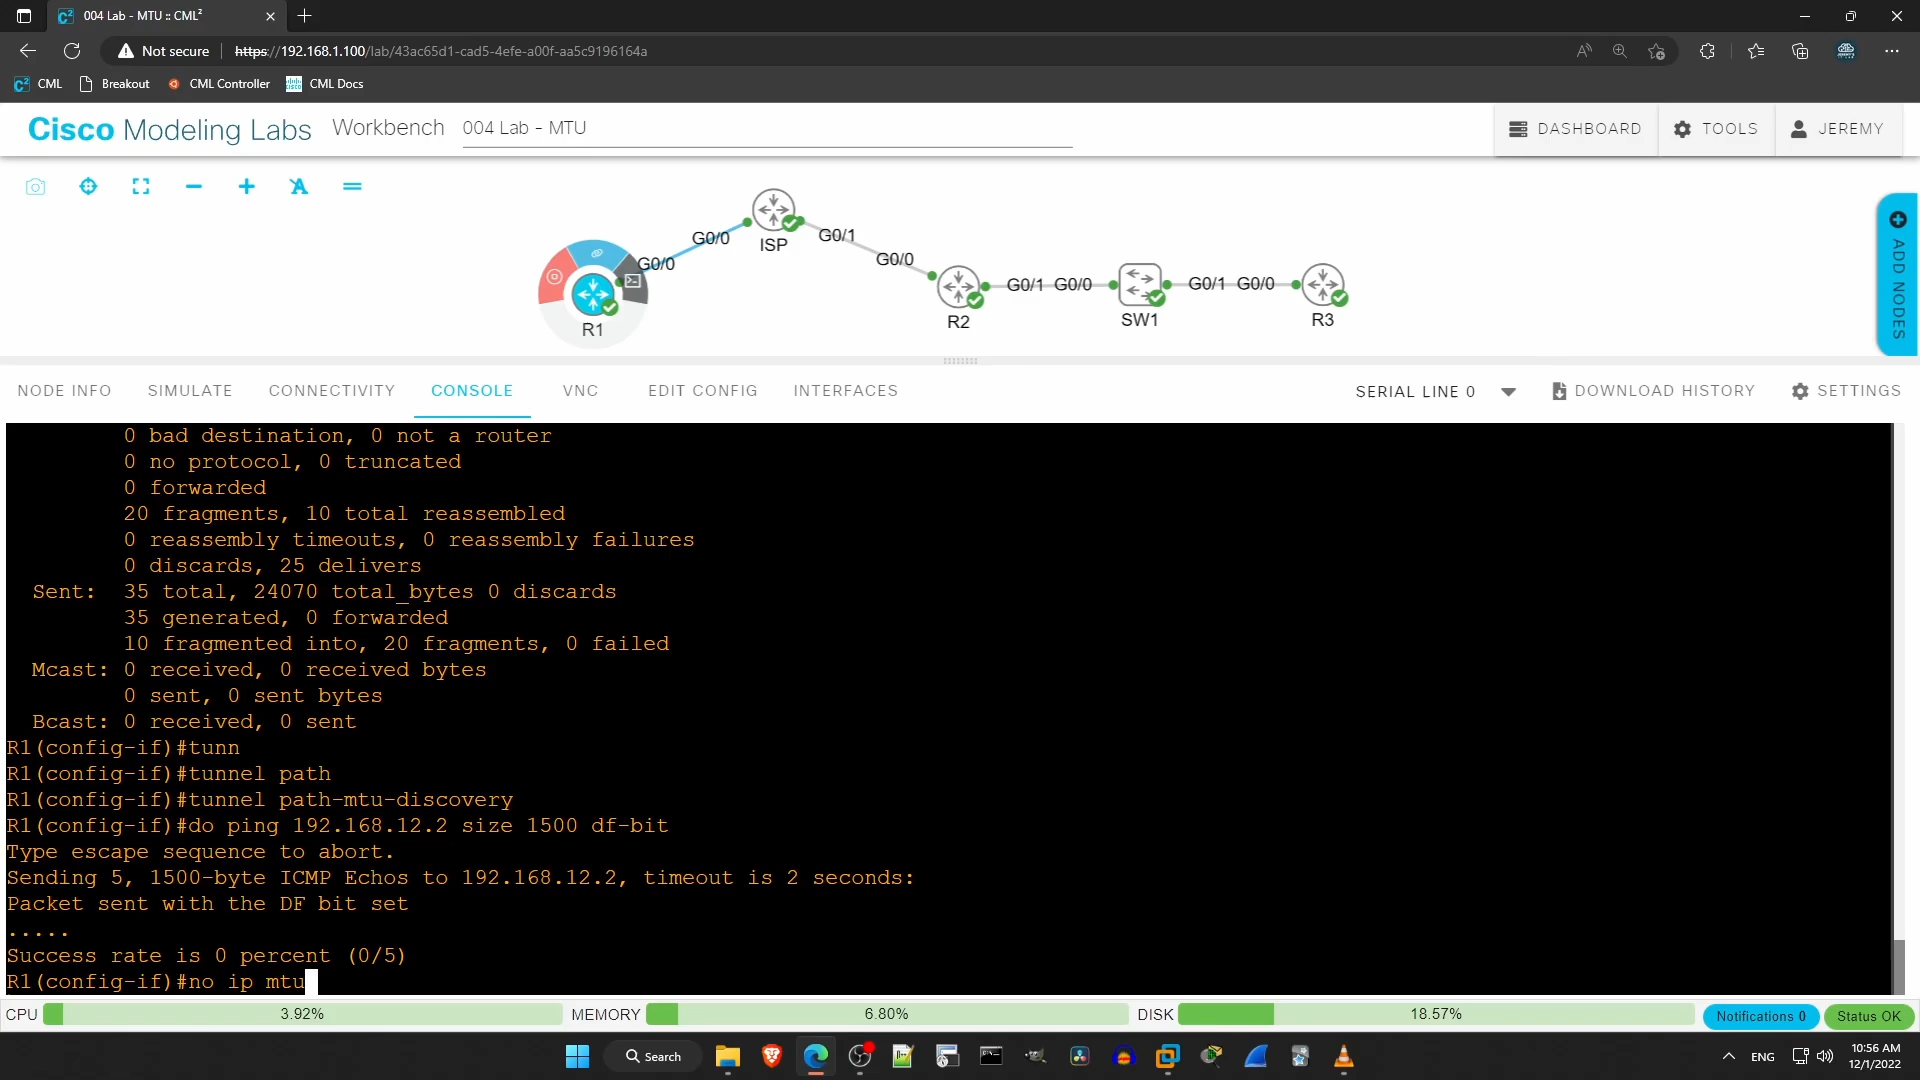 004 Lab - MTU :: CML²
Not secure
https://192.168.1.100/lab/43ac65d1-cad5-4efe-a00f-aa5c9196164a
CML
Breakout
CML Controller
CML Docs
Cisco Modeling Labs
Workbench
004 Lab - MTU
DASHBOARD
TOOLS
JEREMY
G0/0
ISP
G0/1
G0/0
G0/0
R1
R2
G0/1
G0/0
SW1
G0/1
G0/0
R3
ADD NODES
NODE INFO
SIMULATE
CONNECTIVITY
CONSOLE
VNC
EDIT CONFIG
INTERFACES
SERIAL LINE 0
DOWNLOAD HISTORY
SETTINGS
0 bad destination, 0 not a router
0 no protocol, 0 truncated
0 forwarded
20 fragments, 10 total reassembled
0 reassembly timeouts, 0 reassembly failures
0 discards, 25 delivers
Sent: 35 total, 24070 total_bytes 0 discards
35 generated, 0 forwarded
10 fragmented into, 20 fragments, 0 failed
Mcast: 0 received, 0 received bytes
0 sent, 0 sent bytes
Bcast: 0 received, 0 sent
R1(config-if)#tunn
R1(config-if)#tunnel path
R1(config-if)#tunnel path-mtu-discovery
R1(config-if)#do ping 192.168.12.2 size 1500 df-bit
Type escape sequence to abort.
Sending 5, 1500-byte ICMP Echos to 192.168.12.2, timeout is 2 seconds:
Packet sent with the DF bit set
.....
Success rate is 0 percent (0/5)
R1(config-if)#no ip mtu
CPU
3.92%
MEMORY
6.80%
DISK
18.57%
Notifications 0
Status OK
Search
ENG
10:56 AM
12/1/2022